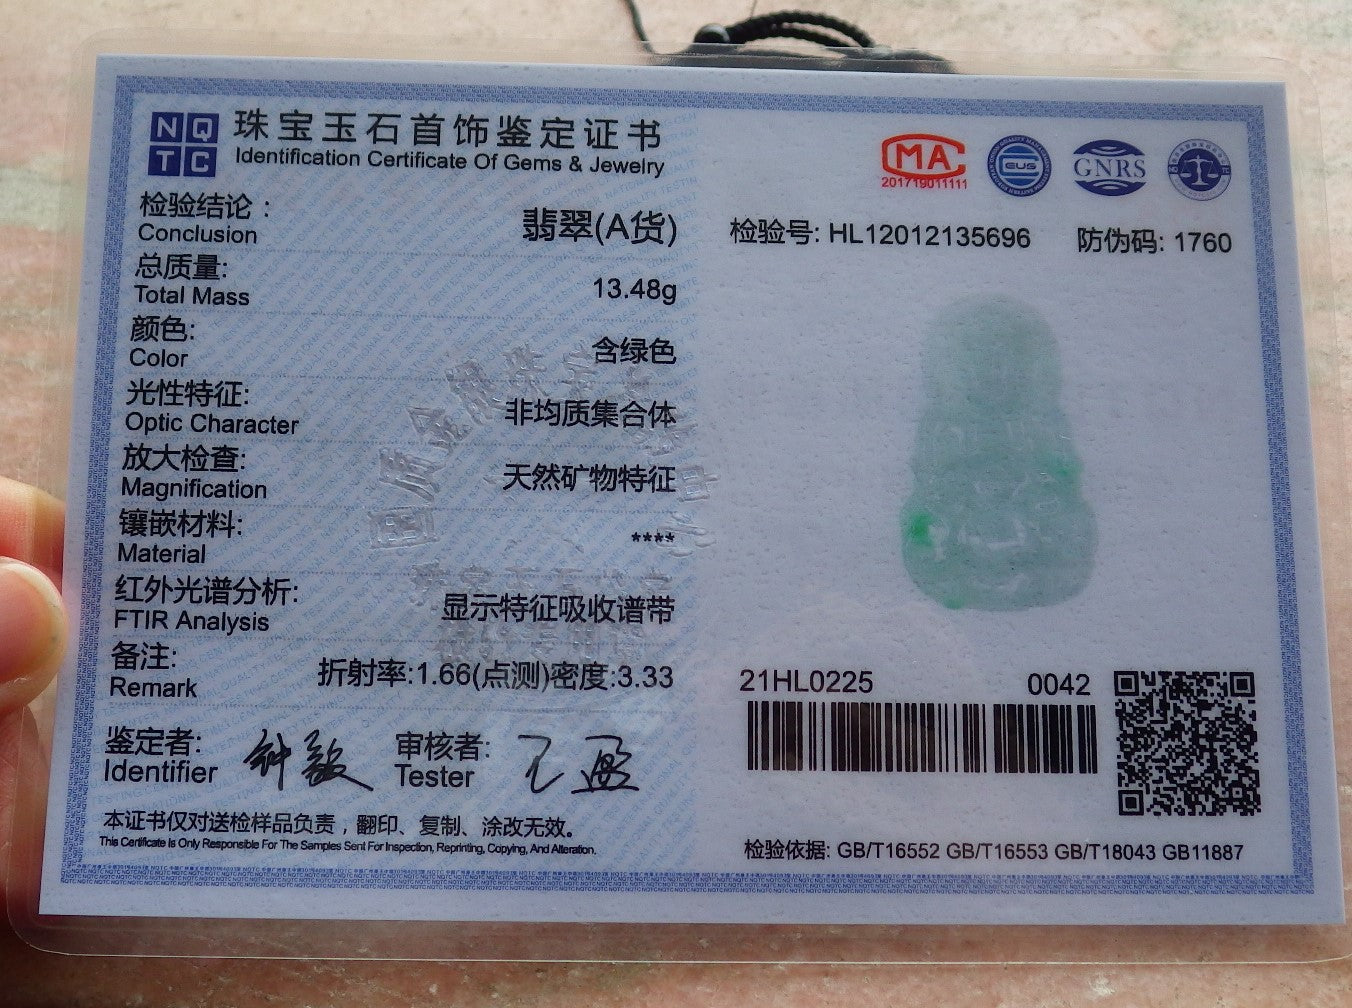 NQ
TC
珠宝玉石首饰鉴定证书
Identification Certificate Of Gems & Jewelry
检验结论：
Conclusion
翡翠(A货)
总质量:
Total Mass
13.48g
颜色:
Color
含绿色
光性特征:
Optic Character
非均质集合体
放大检查:
Magnification
天然矿物特征
镶嵌材料:
Material
****
红外光谱分析:
FTIR Analysis
显示特征吸收谱带
备注:
Remark
折射率:1.66(点测)密度:3.33
鉴定者:
Identifier
审核者:
Tester
本证书仅对送检样品负责，翻印、复制、涂改无效。
This Certificate Is Only Responsible For The Samples Sent For Inspection, Reprinting, Copying, And Alteration.
MA
201719011111
GUS
GNRS
检验号: HL12012135696
防伪码: 1760
21HL0225
0042
检验依据: GB/T16552 GB/T16553 GB/T18043 GB11887